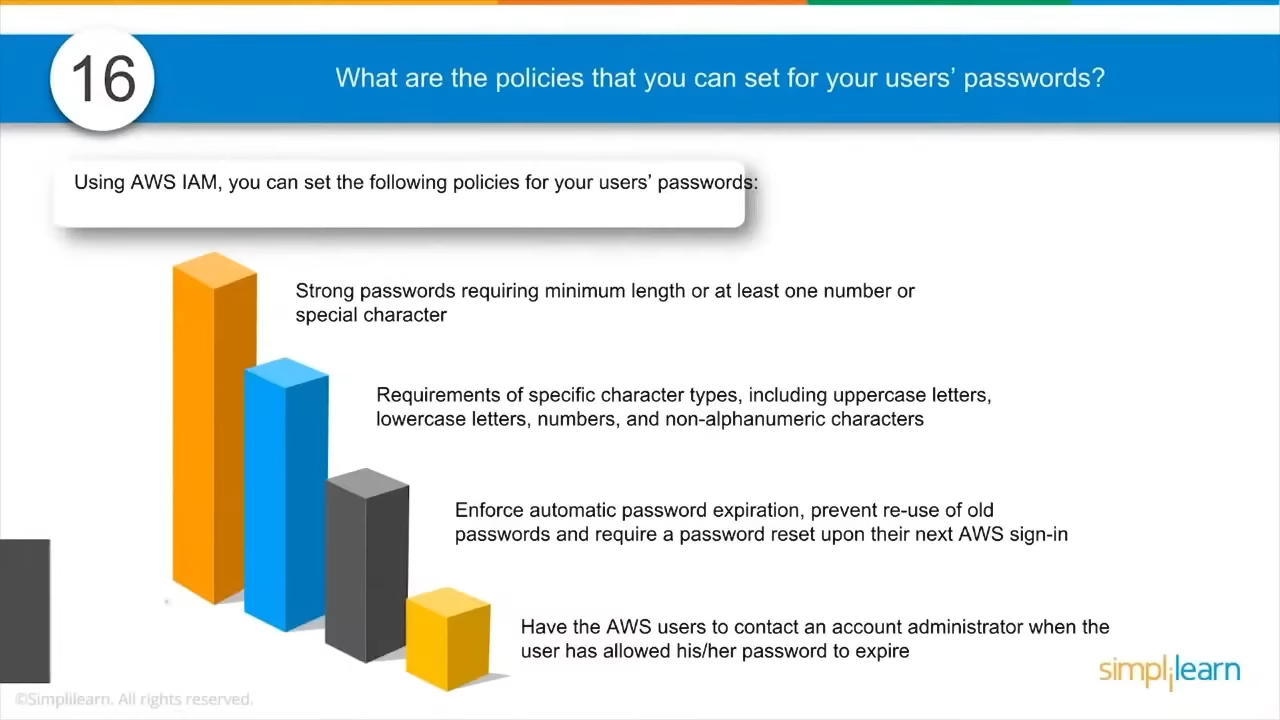 16
What are the policies that you can set for your users’ passwords?
Using AWS IAM, you can set the following policies for your users’ passwords:
Strong passwords requiring minimum length or at least one number or
special character
Requirements of specific character types, including uppercase letters,
lowercase letters, numbers, and non-alphanumeric characters
Enforce automatic password expiration, prevent re-use of old
passwords and require a password reset upon their next AWS sign-in
Have the AWS users to contact an account administrator when the
user has allowed his/her password to expire
simplilearn
©Simplilearn. All rights reserved.